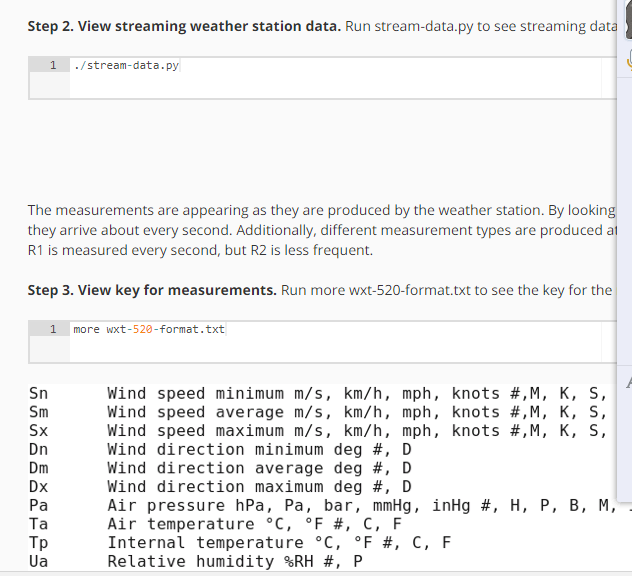 Step 2. View streaming weather station data. Run stream-data.py to see streaming data
1 ./stream-data.py
The measurements are appearing as they are produced by the weather station. By looking
they arrive about every second. Additionally, different measurement types are produced at
R1 is measured every second, but R2 is less frequent.
Step 3. View key for measurements. Run more wxt-520-format.txt to see the key for the
1 more wxt-520-format.txt
Sn Wind speed minimum m/s, km/h, mph, knots #,M, K, S,
Sm Wind speed average m/s, km/h, mph, knots #,M, K, S,
Sx Wind speed maximum m/s, km/h, mph, knots #,M, K, S,
Dn Wind direction minimum deg #, D
Dm Wind direction average deg #, D
Dx Wind direction maximum deg #, D
Pa Air pressure hPa, Pa, bar, mmHg, inHg #, H, P, B, M,
Ta Air temperature °C, °F #, C, F
Tp Internal temperature °C, °F #, C, F
Ua Relative humidity %RH #, P